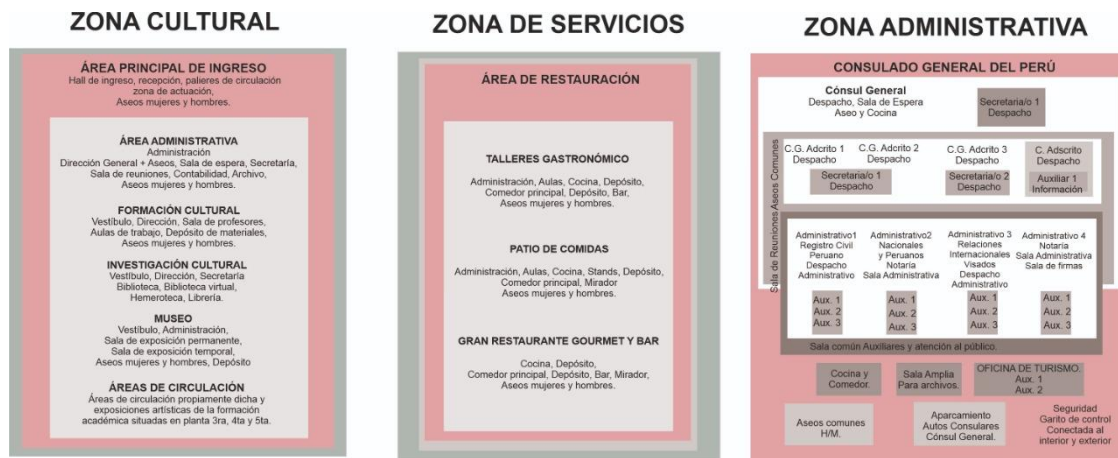 ZONA CULTURAL
ÁREA PRINCIPAL DE INGRESO
Hall de ingreso, recepción, palieres de circulación
zona de actuación,
Aseos mujeres y hombres.
ÁREA ADMINISTRATIVA
Administración
Dirección General + Aseos, Sala de espera, Secretaría,
Sala de reuniones, Contabilidad, Archivo,
Aseos mujeres y hombres.
FORMACIÓN CULTURAL
Vestíbulo, Dirección, Sala de profesores,
Aulas de trabajo, Depósito de materiales,
Aseos mujeres y hombres.
INVESTIGACIÓN CULTURAL
Vestíbulo, Dirección, Secretaría
Biblioteca, Biblioteca virtual,
Hemeroteca, Librería.
MUSEO
Vestíbulo, Administración,
Sala de exposición permanente,
Sala de exposición temporal,
Aseos mujeres y hombres, Depósito
ÁREAS DE CIRCULACIÓN
Áreas de circulación propiamente dicha y
exposiciones artísticas de la formación
académica situadas en planta 3ra, 4ta y 5ta.
ZONA DE SERVICIOS
ÁREA DE RESTAURACIÓN
TALLERES GASTRONÓMICO
Administración, Aulas, Cocina, Depósito,
Comedor principal, Depósito, Bar,
Aseos mujeres y hombres.
PATIO DE COMIDAS
Administración, Aulas, Cocina, Stands, Depósito,
Comedor principal, Mirador
Aseos mujeres y hombres.
GRAN RESTAURANTE GOURMET Y BAR
Cocina, Depósito,
Comedor principal, Depósito, Bar, Mirador,
Aseos mujeres y hombres.
ZONA ADMINISTRATIVA
CONSULADO GENERAL DEL PERÚ
Cónsul General
Despacho, Sala de Espera
Aseo y Cocina
Secretaria/o 1
Despacho
Sala de Reuniones Aseos Comunes
C.G. Adcrito 1
Despacho
C.G. Adcrito 2
Despacho
C.G. Adcrito 3
Despacho
C. Adscrito
Despacho
Secretaria/o 1
Despacho
Secretaria/o 2
Despacho
Auxiliar 1
Información
Administrativo1
Registro Civil
Peruano
Despacho
Administrativo
Administrativo2
Nacionales
y Peruanos
Notaría
Sala Administrativa
Administrativo 3
Relaciones
Internacionales
Visados
Despacho
Administrativo
Administrativo 4
Notaría
Sala Administrativa
Sala de firmas
Aux. 1
Aux. 2
Aux. 3
Aux. 1
Aux. 2
Aux. 3
Aux. 1
Aux. 2
Aux. 3
Aux. 1
Aux. 2
Aux. 3
Sala común Auxiliares y atención al público.
Cocina y
Comedor.
Sala Amplia
Para archivos.
OFICINA DE TURISMO.
Aux. 1
Aux. 2
Aseos comunes
H/M.
Aparcamiento
Autos Consulares
Cónsul General.
Seguridad
Garito de control
Conectada al
interior y exterior